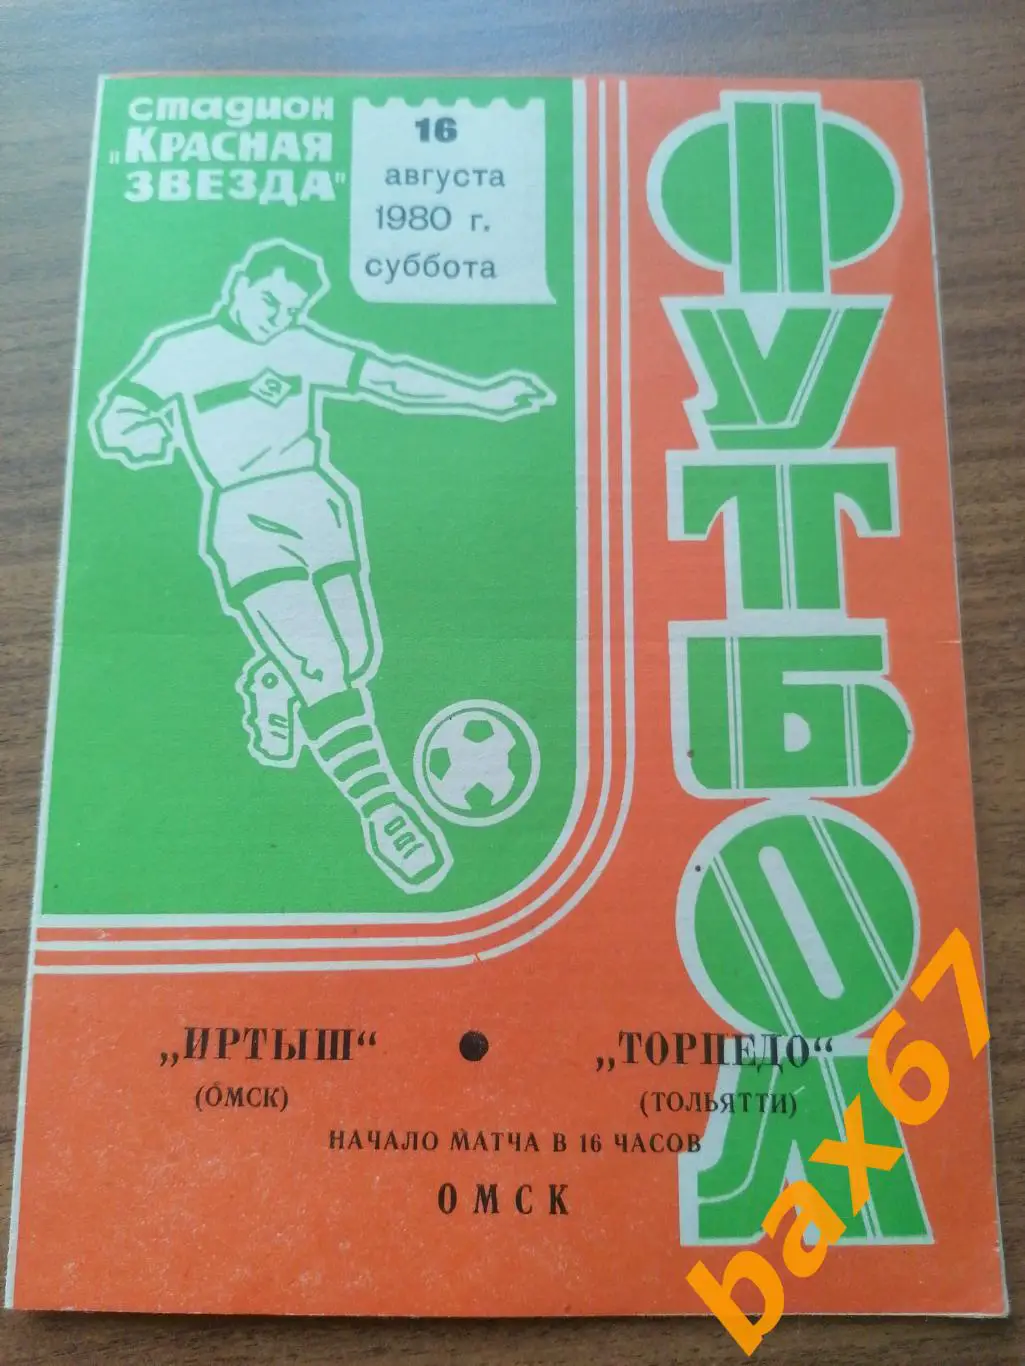 стадион
„КРАСНАЯ
ЗВЕЗДА"
16
августа
1980 г.
суббота
ФУТБОЛ
„ИРТЫШ“ ● „ТОРПЕДО“
(ОМСК) (ТОЛЬЯТТИ)
НАЧАЛО МАТЧА В 16 ЧАСОВ
ОМСК
bax67